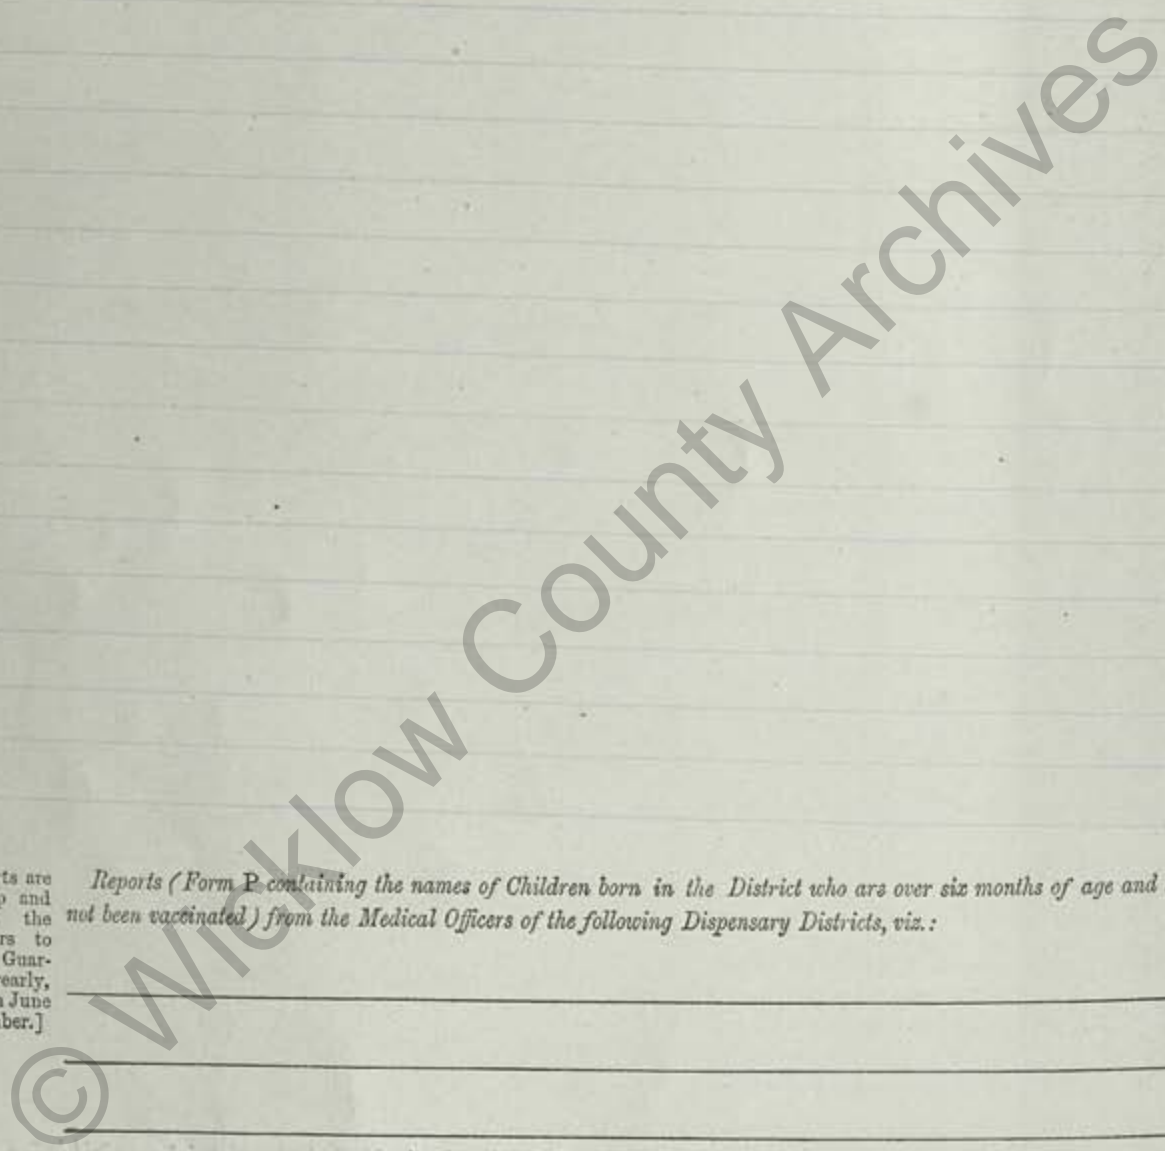 ts are
p and
the
rs to
Guar-
early,
June
ber.]
Reports (Form P containing the names of Children born in the District who are over six months of age and
not been vaccinated) from the Medical Officers of the following Dispensary Districts, viz.:
© Wicklow County Archives